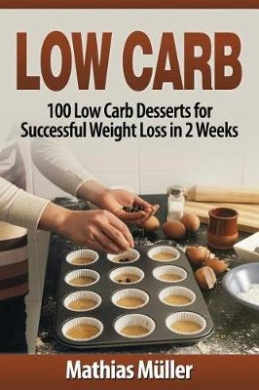 LOW CARB
100 Low Carb Desserts for
Successful Weight Loss in 2 Weeks
Mathias Müller